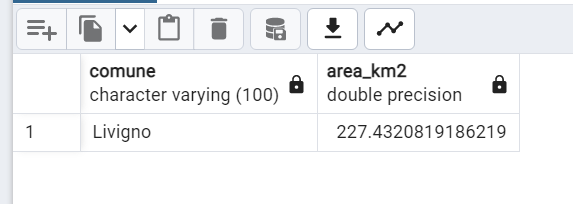 comune area_km2
character varying (100) double precision
1 Livigno 227.4320819186219